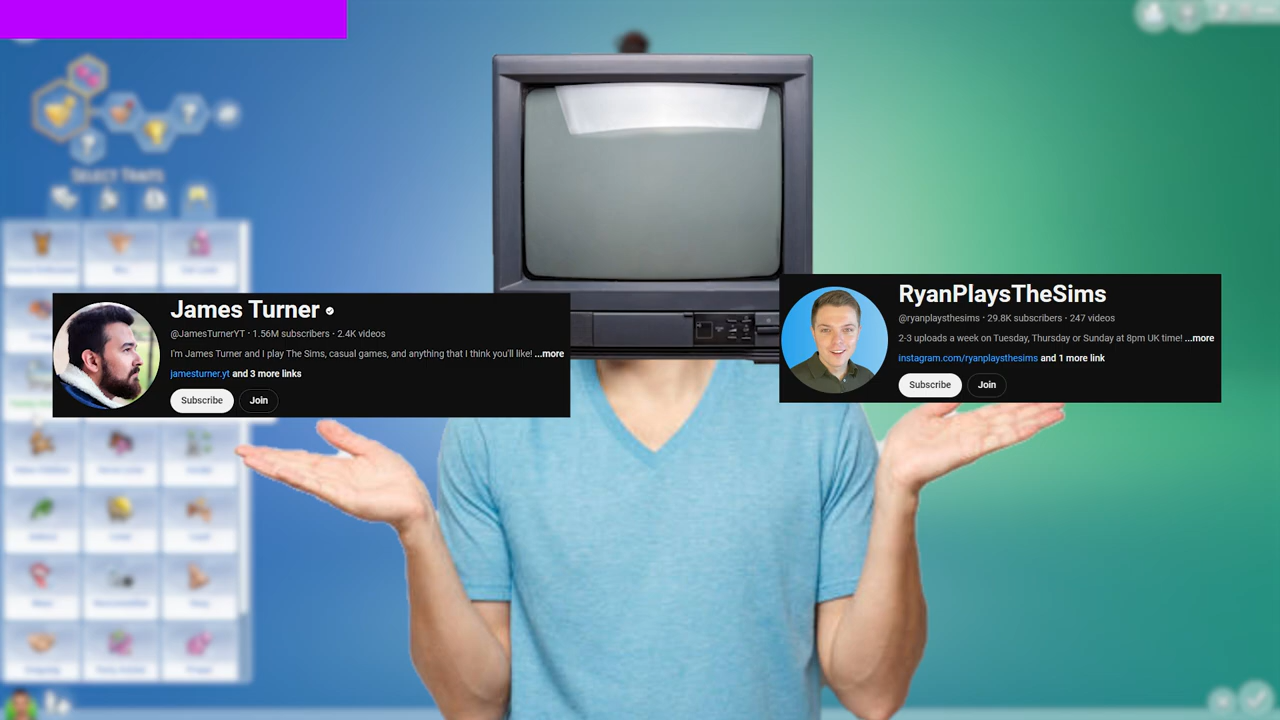 SELECT TRAITS
James Turner
@JamesTurnerYT · 1.56M subscribers · 2.4K videos
I'm James Turner and I play The Sims, casual games, and anything that I think you'll like! ...more
jamesturner.yt and 3 more links
Subscribe Join
RyanPlaysTheSims
@ryanplaysthesims · 29.8K subscribers · 247 videos
2-3 uploads a week on Tuesday, Thursday or Sunday at 8pm UK time! ...more
instagram.com/ryanplaysthesims and 1 more link
Subscribe Join